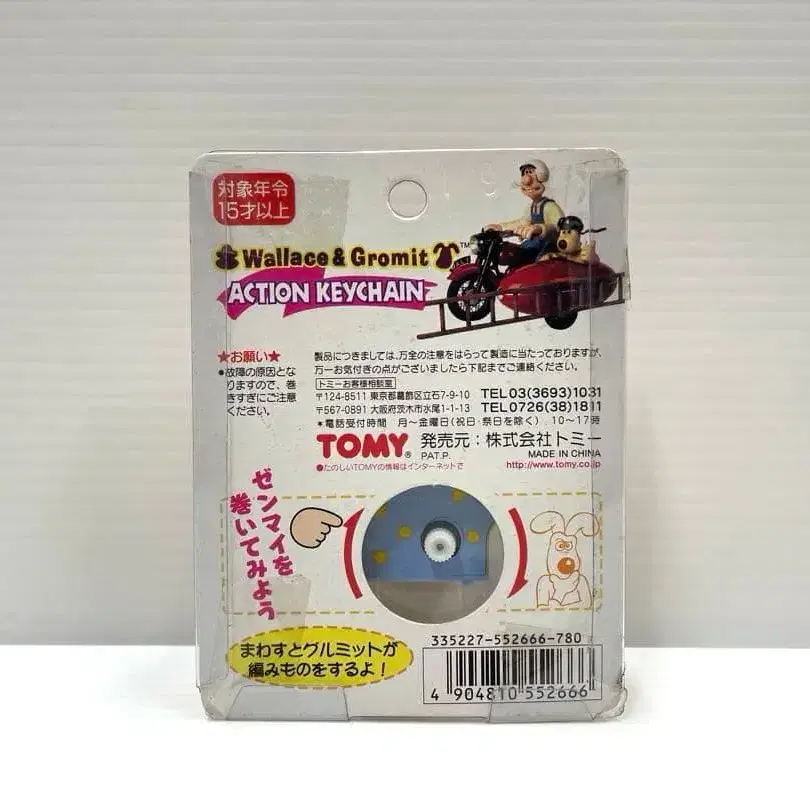 対象年令
15才以上
Wallace & Gromit™
ACTION KEYCHAIN
★お願い★
●故障の原因とな
りますので、巻
きすぎにご注意
ください。
製品につきましては、万全の注意をはらって製造に当たっておりますが、
万一お気付きの点がございましたら下記までご連絡ください。
トミーお客様相談室
〒124-8511 東京都葛飾区立石7-9-10 TEL03(3693)1031
〒567-0891 大阪府茨木市水尾1-1-13 TEL0726(38)1811
*電話受付時間 月～金曜日(祝日・祭日を除く) 10～17時
TOMY® 発売元：株式会社トミー
PAT.P. MADE IN CHINA
●たのしいTOMYの情報はインターネットで http://www.tomy.co.jp
ゼンマイを
巻いてみよう
まわすとグルミットが
編みものをするよ！
335227-552666-780
4 904810 552666